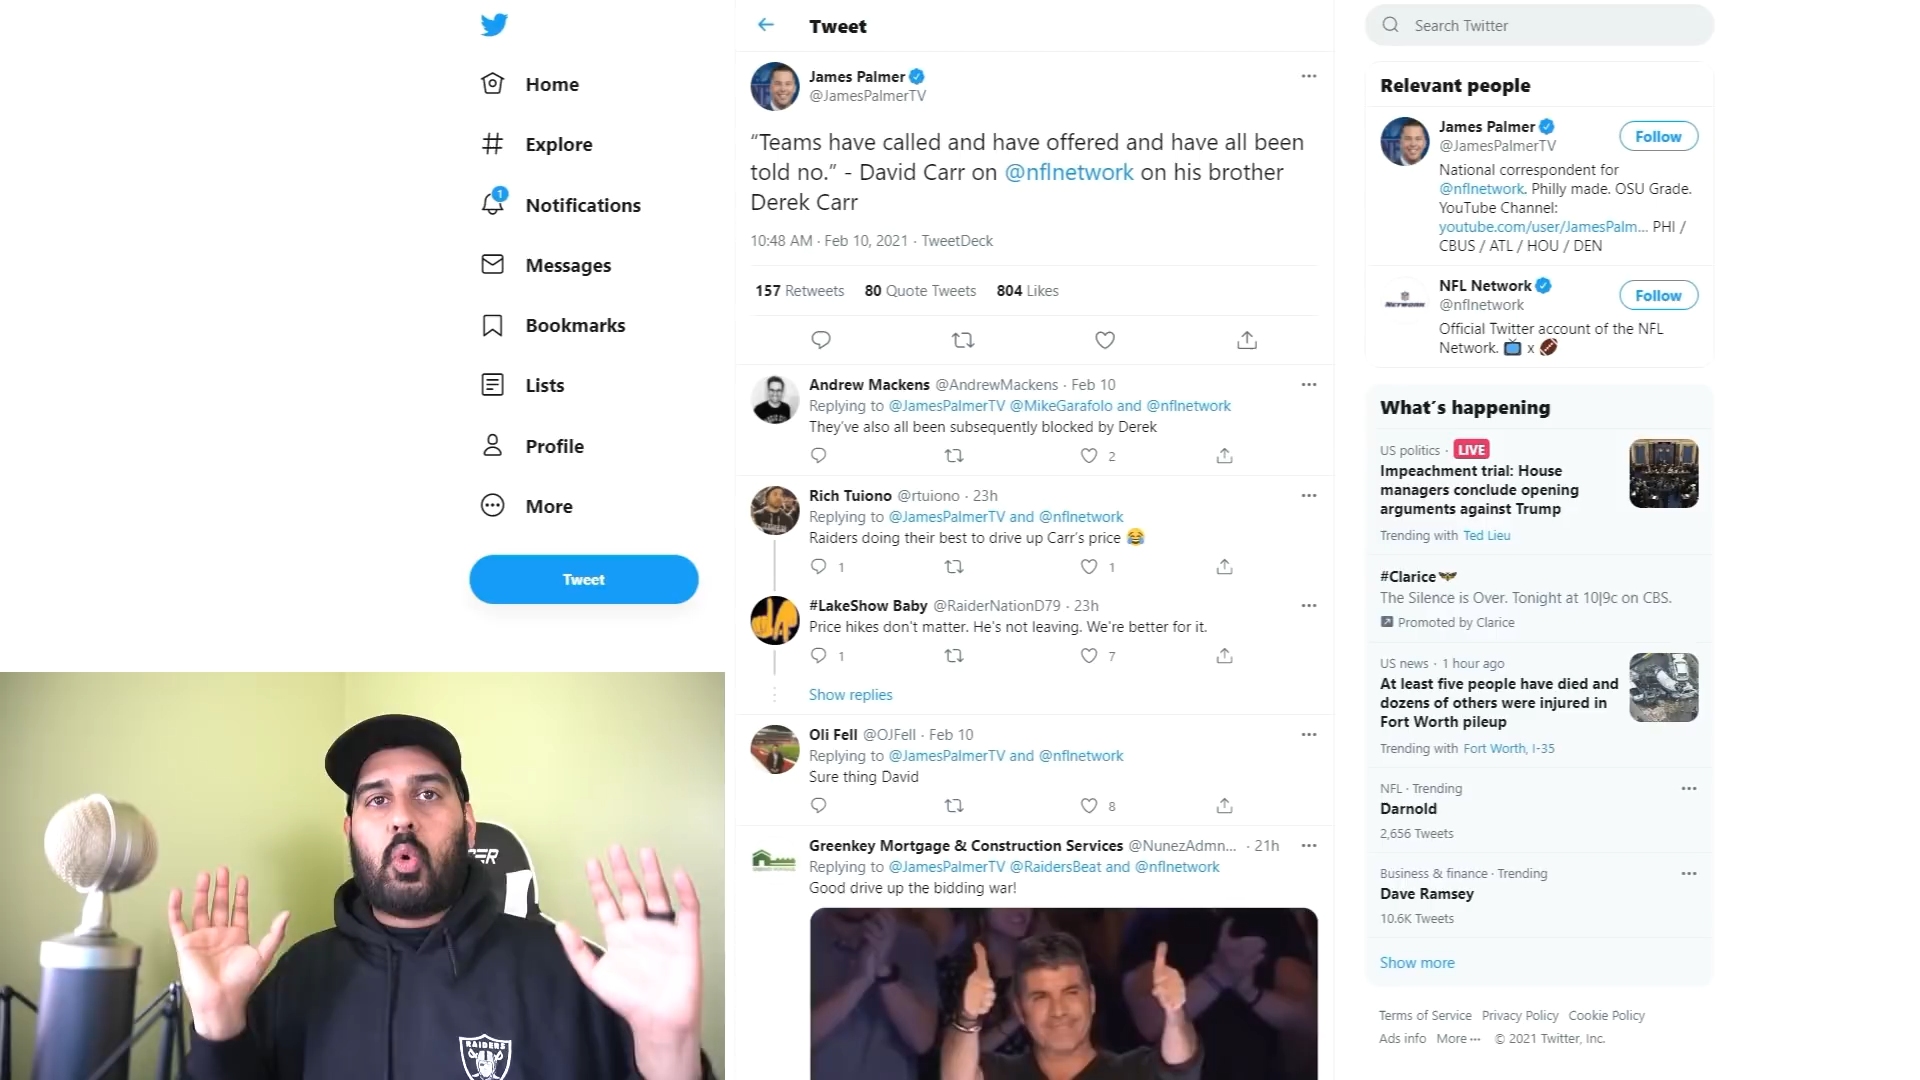 Home
Explore
1
Notifications
Messages
Bookmarks
Lists
Profile
More
Tweet
Tweet
James Palmer
@JamesPalmerTV
“Teams have called and have offered and have all been
told no.” - David Carr on @nflnetwork on his brother
Derek Carr
10:48 AM · Feb 10, 2021 · TweetDeck
157 Retweets 80 Quote Tweets 804 Likes
Andrew Mackens @AndrewMackens · Feb 10
Replying to @JamesPalmerTV @MikeGarafolo and @nflnetwork
They've also all been subsequently blocked by Derek
2
Rich Tuiono @rtuiono · 23h
Replying to @JamesPalmerTV and @nflnetwork
Raiders doing their best to drive up Carr's price 😂
1 1
#LakeShow Baby @RaiderNationD79 · 23h
Price hikes don't matter. He's not leaving. We're better for it.
1 7
Show replies
Oli Fell @OJFell · Feb 10
Replying to @JamesPalmerTV and @nflnetwork
Sure thing David
8
Greenkey Mortgage & Construction Services @NunezAdmn... · 21h
Replying to @JamesPalmerTV @RaidersBeat and @nflnetwork
Good drive up the bidding war!
Search Twitter
Relevant people
James Palmer
Follow
@JamesPalmerTV
National correspondent for
@nflnetwork. Philly made. OSU Grade.
YouTube Channel:
youtube.com/user/JamesPalm... PHI /
CBUS / ATL / HOU / DEN
NFL Network
Follow
@nflnetwork
NETWORK
Official Twitter account of the NFL
Network. 📺 x 🏈
What's happening
US politics · LIVE
Impeachment trial: House
managers conclude opening
arguments against Trump
Trending with Ted Lieu
#Clarice
The Silence is Over. Tonight at 10|9c on CBS.
Promoted by Clarice
US news · 1 hour ago
At least five people have died and
dozens of others were injured in
Fort Worth pileup
Trending with Fort Worth, I-35
NFL · Trending
Darnold
2,656 Tweets
Business & finance · Trending
Dave Ramsey
10.6K Tweets
Show more
Terms of Service Privacy Policy Cookie Policy
Ads info More ··· © 2021 Twitter, Inc.
RAIDERS